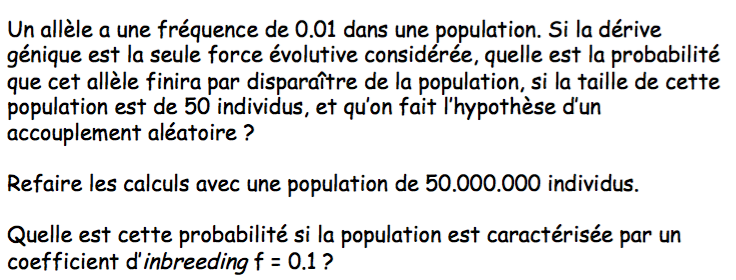 Un allèle a une fréquence de 0.01 dans une population. Si la dérive
génique est la seule force évolutive considérée, quelle est la probabilité
que cet allèle finira par disparaître de la population, si la taille de cette
population est de 50 individus, et qu'on fait l'hypothèse d'un
accouplement aléatoire ?
Refaire les calculs avec une population de 50.000.000 individus.
Quelle est cette probabilité si la population est caractérisée par un
coefficient d'inbreeding f = 0.1 ?